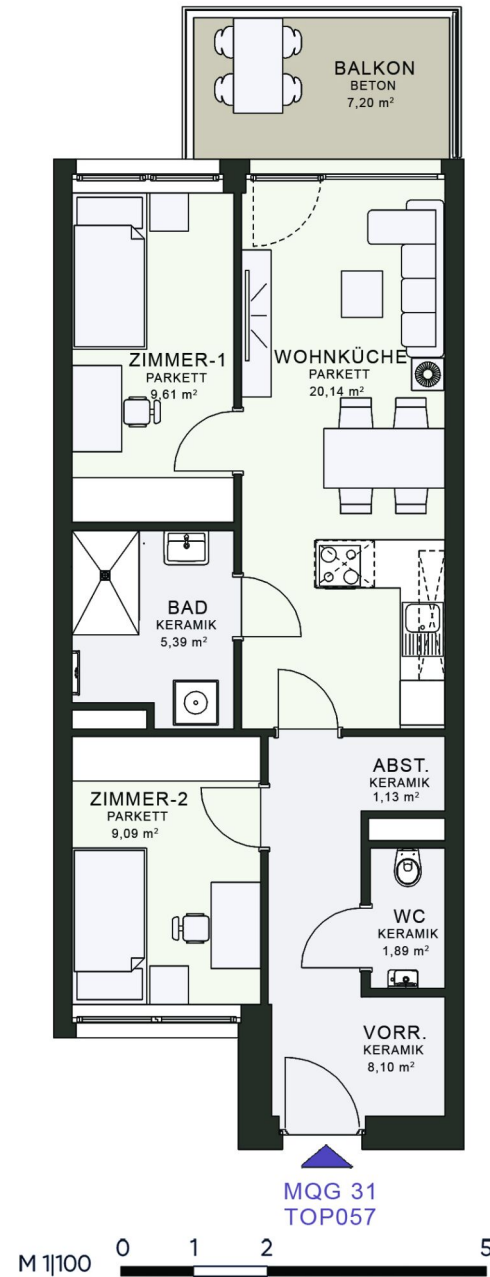 BALKON
BETON
7,20 m²
ZIMMER-1
PARKETT
9,61 m²
WOHNKÜCHE
PARKETT
20,14 m²
BAD
KERAMIK
5,39 m²
ABST.
KERAMIK
1,13 m²
ZIMMER-2
PARKETT
9,09 m²
WC
KERAMIK
1,89 m²
VORR.
KERAMIK
8,10 m²
MQG 31
TOP057
M 1|100 0 1 2 5